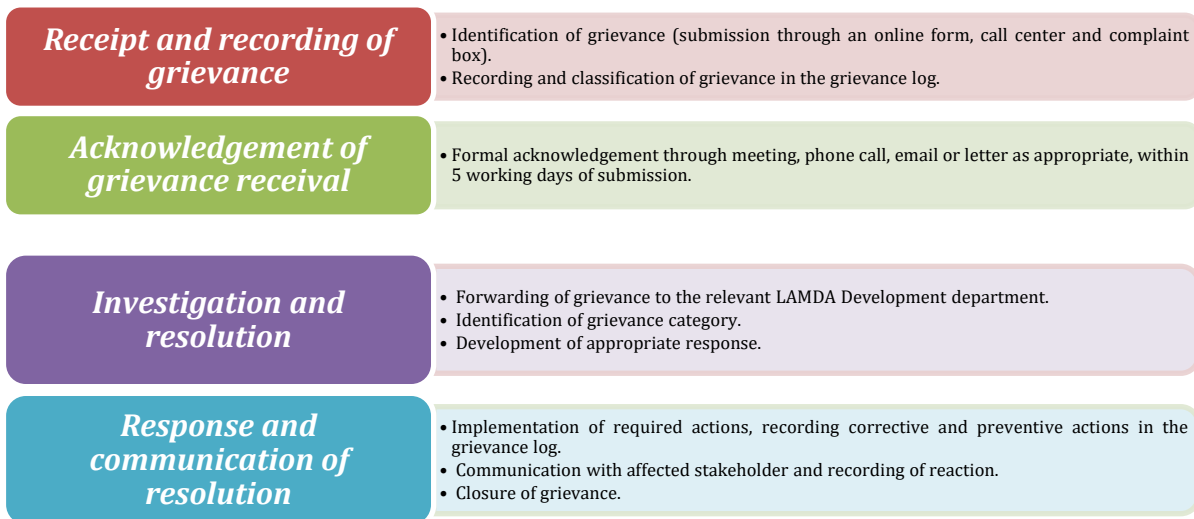 Receipt and recording of
grievance
• Identification of grievance (submission through an online form, call center and complaint
box).
• Recording and classification of grievance in the grievance log.
Acknowledgement of
grievance receival
• Formal acknowledgement through meeting, phone call, email or letter as appropriate, within
5 working days of submission.
Investigation and
resolution
• Forwarding of grievance to the relevant LAMDA Development department.
• Identification of grievance category.
• Development of appropriate response.
Response and
communication of
resolution
• Implementation of required actions, recording corrective and preventive actions in the
grievance log.
• Communication with affected stakeholder and recording of reaction.
• Closure of grievance.